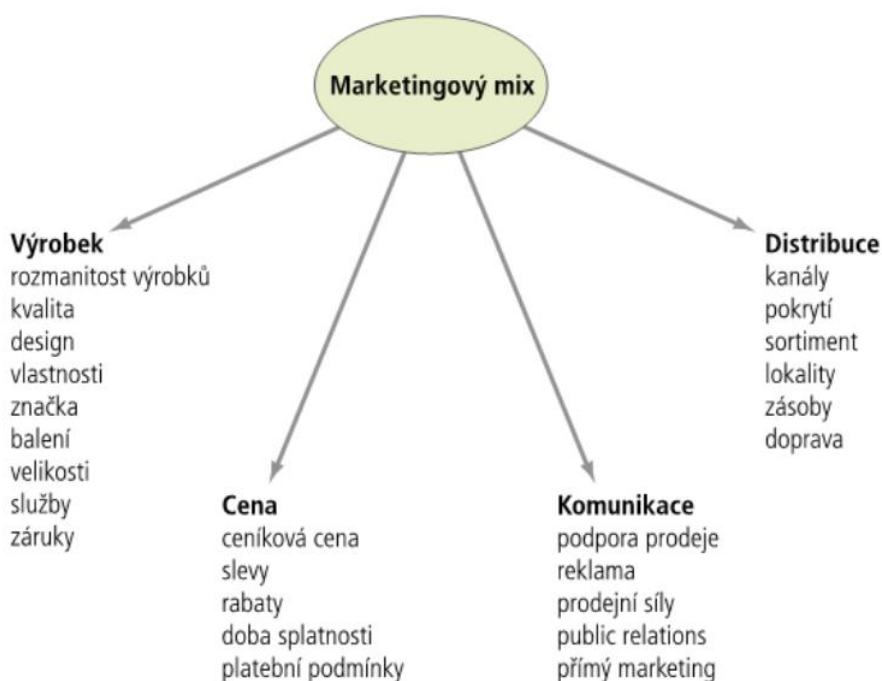 Marketingový mix
Výrobek
rozmanitost výrobků
kvalita
design
vlastnosti
značka
balení
velikosti
služby
záruky
Cena
ceníková cena
slevy
rabaty
doba splatnosti
platební podmínky
Komunikace
podpora prodeje
reklama
prodejní síly
public relations
přímý marketing
Distribuce
kanály
pokrytí
sortiment
lokality
zásoby
doprava